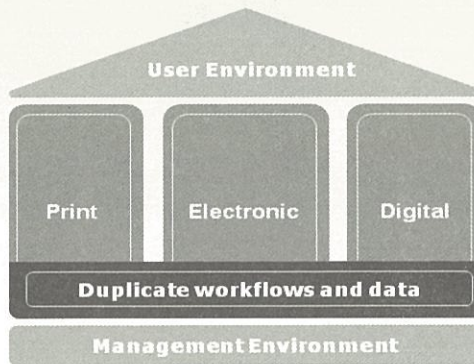 User Environment
Print Electronic Digital
Duplicate workflows and data
Management Environment